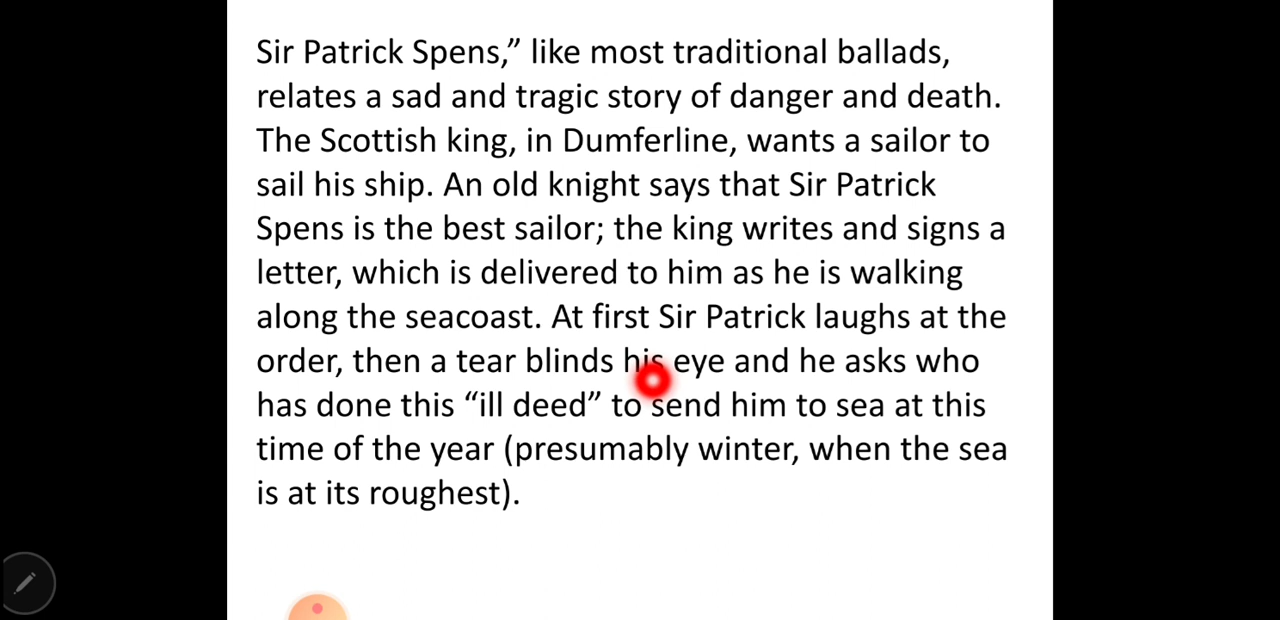 Sir Patrick Spens,” like most traditional ballads,
relates a sad and tragic story of danger and death.
The Scottish king, in Dumferline, wants a sailor to
sail his ship. An old knight says that Sir Patrick
Spens is the best sailor; the king writes and signs a
letter, which is delivered to him as he is walking
along the seacoast. At first Sir Patrick laughs at the
order, then a tear blinds his eye and he asks who
has done this “ill deed” to send him to sea at this
time of the year (presumably winter, when the sea
is at its roughest).